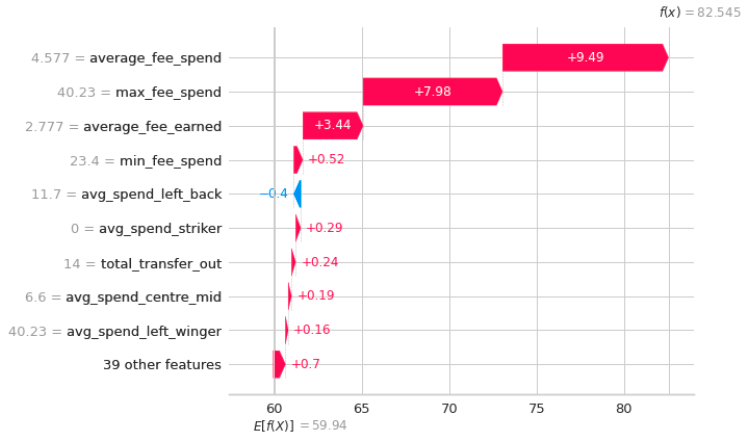 f(x) = 82.545
4.577 = average_fee_spend +9.49
40.23 = max_fee_spend +7.98
2.777 = average_fee_earned +3.44
23.4 = min_fee_spend +0.52
11.7 = avg_spend_left_back −0.4
0 = avg_spend_striker +0.29
14 = total_transfer_out +0.24
6.6 = avg_spend_centre_mid +0.19
40.23 = avg_spend_left_winger +0.16
39 other features +0.7
60 65 70 75 80
E[f(X)] = 59.94